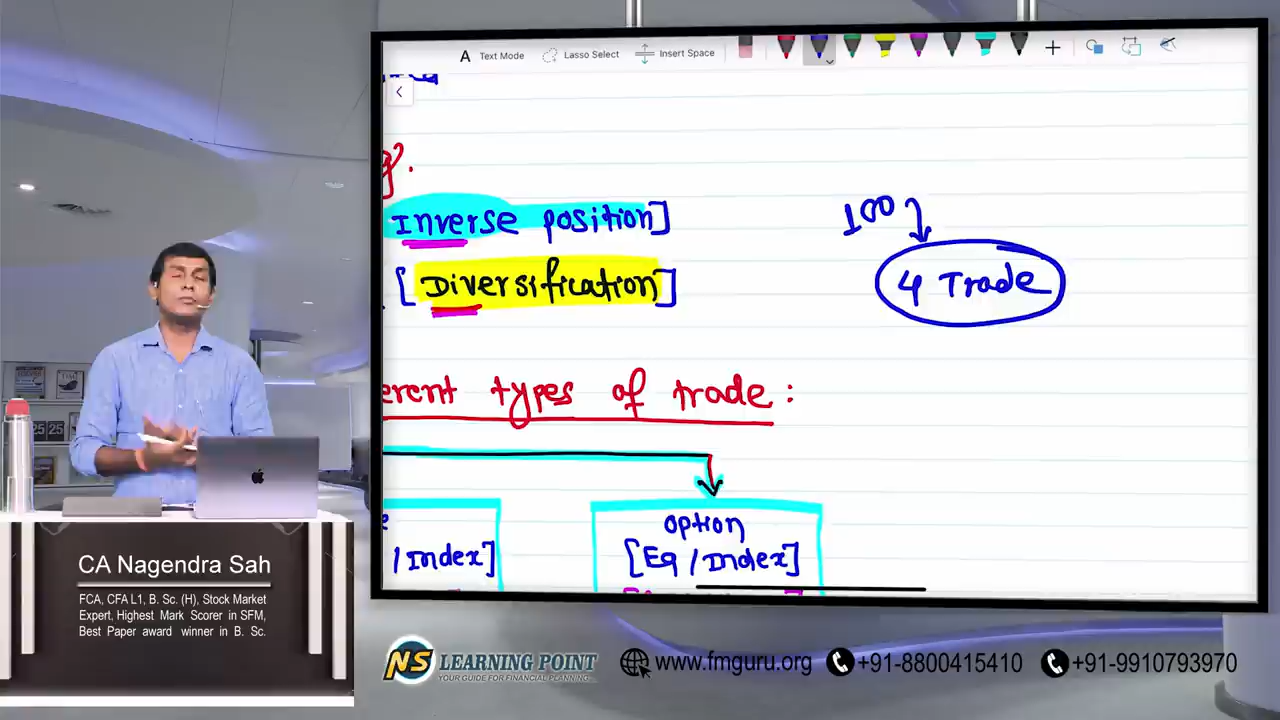 Text Mode
Lasso Select
Insert Space
Inverse position]
[Diversification]
100
4 Trade
erent types of trade:
/Index]
option
[Eq /Index]
CA Nagendra Sah
FCA, CFA L1, B. Sc. (H), Stock Market
Expert, Highest Mark Scorer in SFM,
Best Paper award winner in B. Sc.
NS LEARNING POINT
YOUR GUIDE FOR FINANCIAL PLANNING...
www.fmguru.org
+91-8800415410
+91-9910793970